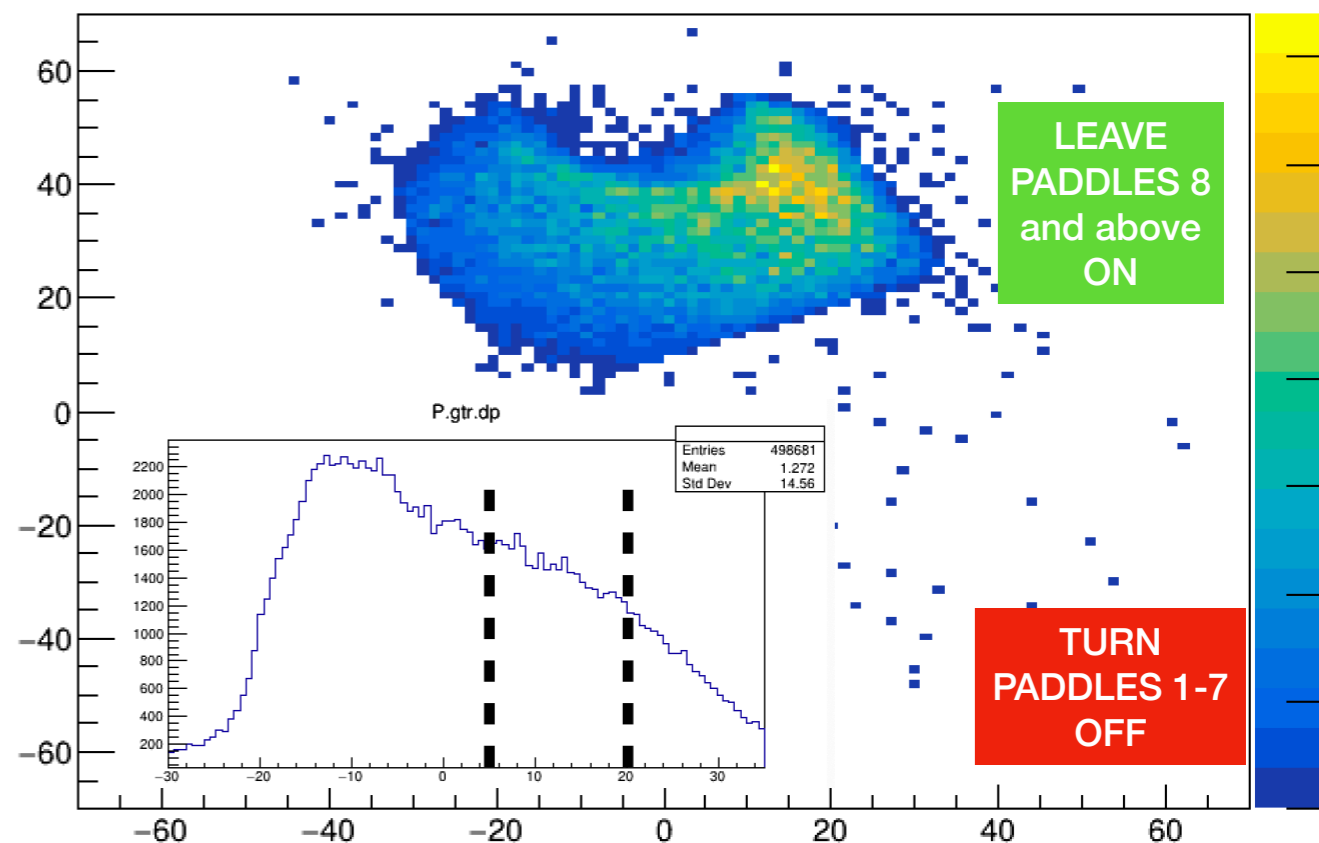 60
40
20
0
−20
−40
−60
−60
−40
−20
0
20
40
60
LEAVE
PADDLES 8
and above
ON
P.gtr.dp
Entries 498681
Mean 1.272
Std Dev 14.56
2200
2000
1800
1600
1400
1200
1000
800
600
400
200
−30
−20
−10
0
10
20
30
TURN
PADDLES 1-7
OFF